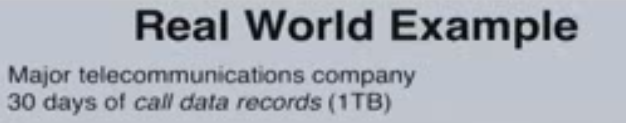 Real World Example
Major telecommunications company
30 days of call data records (1TB)